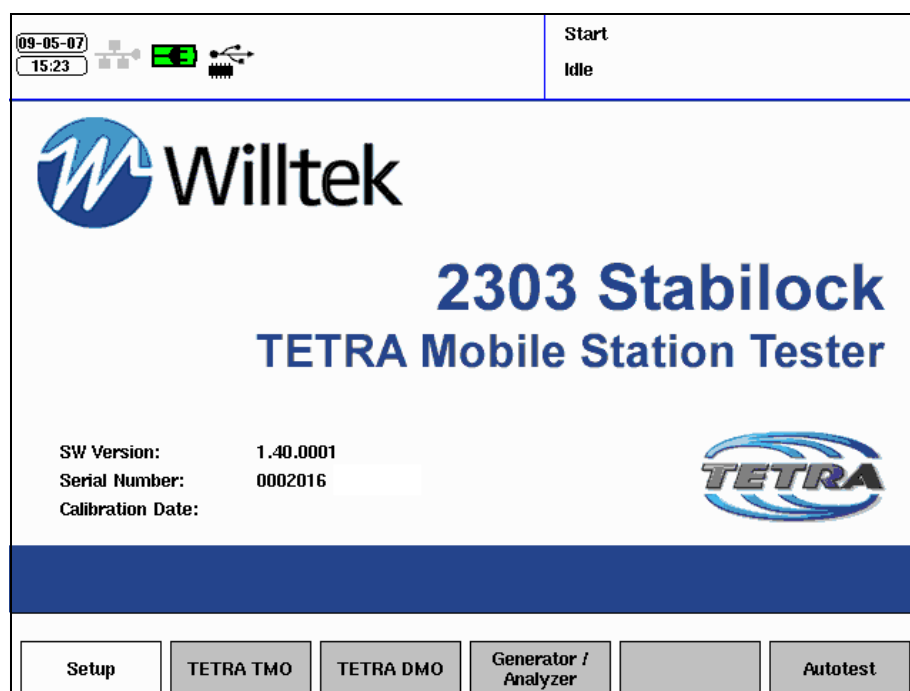 09-05-07
15:23
Start
Idle
Willtek
2303 Stabilock
TETRA Mobile Station Tester
SW Version: 1.40.0001
Serial Number: 0002016
Calibration Date:
TETRA
Setup
TETRA TMO
TETRA DMO
Generator /
Analyzer
Autotest